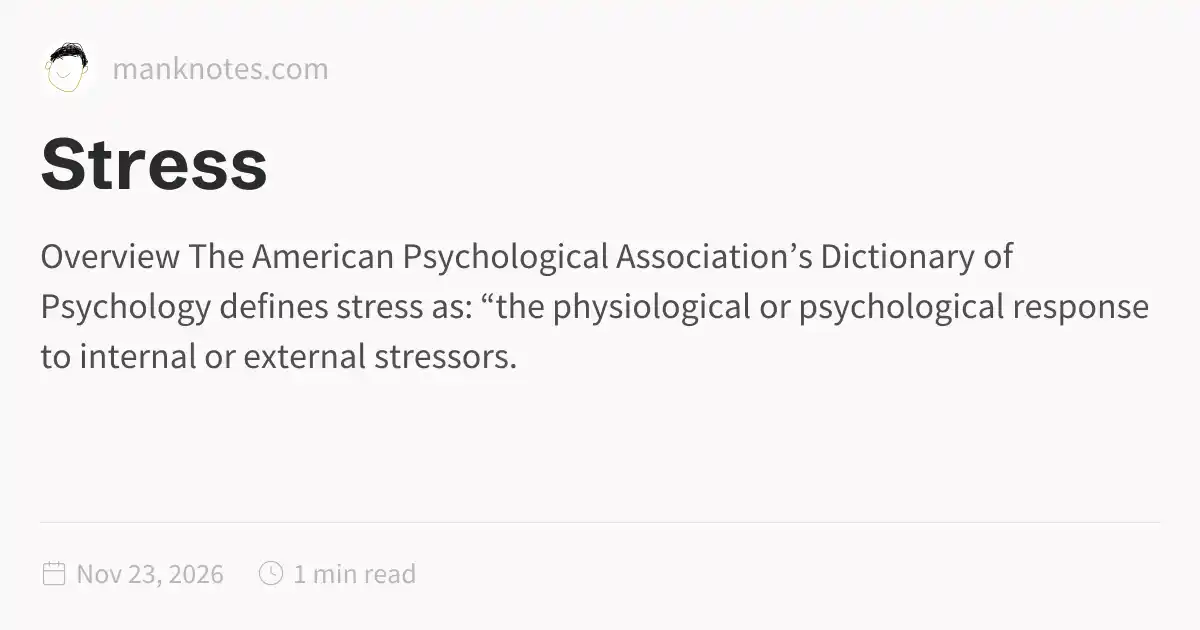 manknotes.com
Stress
Overview The American Psychological Association’s Dictionary of
Psychology defines stress as: “the physiological or psychological response
to internal or external stressors.
Nov 23, 2026 1 min read